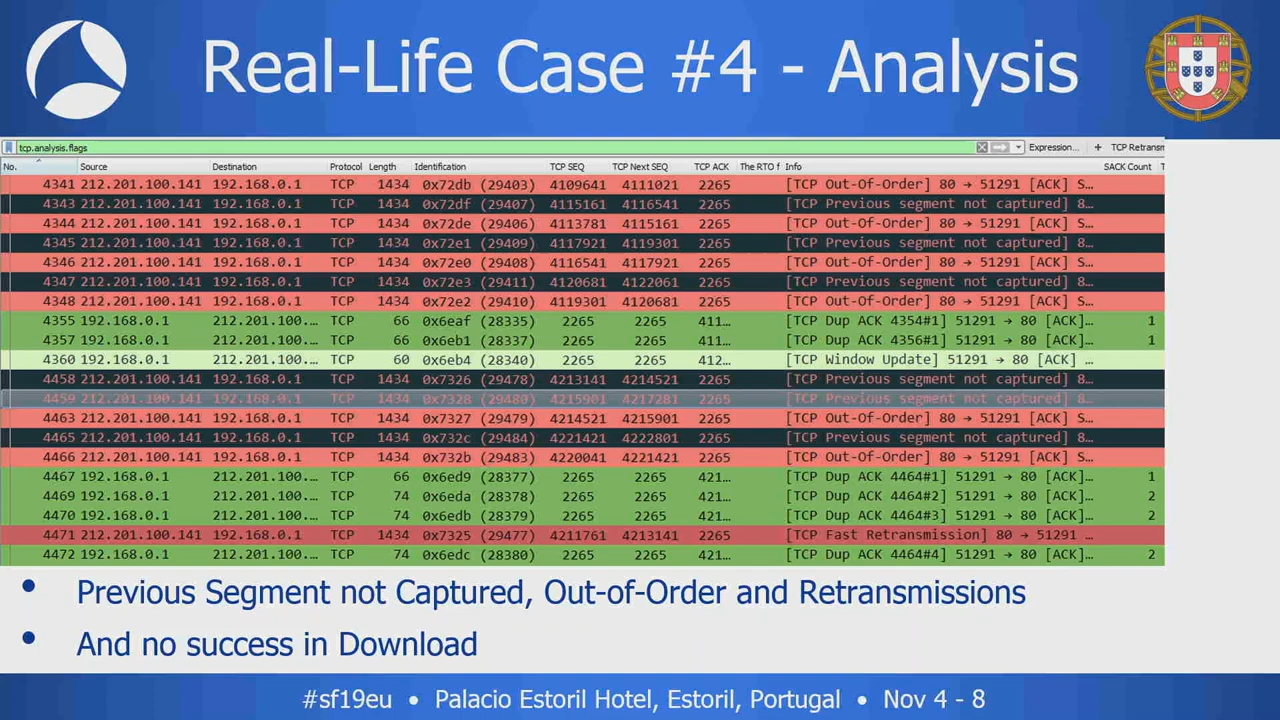 Real-Life Case #4 - Analysis
tcp.analysis.flags Expression... + TCP Retransm
No. Source Destination Protocol Length Identification TCP SEQ TCP Next SEQ TCP ACK The RTO f Info SACK Count T
4341 212.201.100.141 192.168.0.1 TCP 1434 0x72db (29403) 4109641 4111021 2265 [TCP Out-Of-Order] 80 → 51291 [ACK] S…
4343 212.201.100.141 192.168.0.1 TCP 1434 0x72df (29407) 4115161 4116541 2265 [TCP Previous segment not captured] 8…
4344 212.201.100.141 192.168.0.1 TCP 1434 0x72de (29406) 4113781 4115161 2265 [TCP Out-Of-Order] 80 → 51291 [ACK] S…
4345 212.201.100.141 192.168.0.1 TCP 1434 0x72e1 (29409) 4117921 4119301 2265 [TCP Previous segment not captured] 8…
4346 212.201.100.141 192.168.0.1 TCP 1434 0x72e0 (29408) 4116541 4117921 2265 [TCP Out-Of-Order] 80 → 51291 [ACK] S…
4347 212.201.100.141 192.168.0.1 TCP 1434 0x72e3 (29411) 4120681 4122061 2265 [TCP Previous segment not captured] 8…
4348 212.201.100.141 192.168.0.1 TCP 1434 0x72e2 (29410) 4119301 4120681 2265 [TCP Out-Of-Order] 80 → 51291 [ACK] S…
4355 192.168.0.1 212.201.100.… TCP 66 0x6eaf (28335) 2265 2265 411… [TCP Dup ACK 4354#1] 51291 → 80 [ACK]… 1
4357 192.168.0.1 212.201.100.… TCP 66 0x6eb1 (28337) 2265 2265 411… [TCP Dup ACK 4356#1] 51291 → 80 [ACK]… 1
4360 192.168.0.1 212.201.100.… TCP 60 0x6eb4 (28340) 2265 2265 412… [TCP Window Update] 51291 → 80 [ACK] …
4458 212.201.100.141 192.168.0.1 TCP 1434 0x7326 (29478) 4213141 4214521 2265 [TCP Previous segment not captured] 8…
4459 212.201.100.141 192.168.0.1 TCP 1434 0x7328 (29480) 4215901 4217281 2265 [TCP Previous segment not captured] 8…
4463 212.201.100.141 192.168.0.1 TCP 1434 0x7327 (29479) 4214521 4215901 2265 [TCP Out-Of-Order] 80 → 51291 [ACK] S…
4465 212.201.100.141 192.168.0.1 TCP 1434 0x732c (29484) 4221421 4222801 2265 [TCP Previous segment not captured] 8…
4466 212.201.100.141 192.168.0.1 TCP 1434 0x732b (29483) 4220041 4221421 2265 [TCP Out-Of-Order] 80 → 51291 [ACK] S…
4467 192.168.0.1 212.201.100.… TCP 66 0x6ed9 (28377) 2265 2265 421… [TCP Dup ACK 4464#1] 51291 → 80 [ACK]… 1
4469 192.168.0.1 212.201.100.… TCP 74 0x6eda (28378) 2265 2265 421… [TCP Dup ACK 4464#2] 51291 → 80 [ACK]… 2
4470 192.168.0.1 212.201.100.… TCP 74 0x6edb (28379) 2265 2265 421… [TCP Dup ACK 4464#3] 51291 → 80 [ACK]… 2
4471 212.201.100.141 192.168.0.1 TCP 1434 0x7325 (29477) 4211761 4213141 2265 [TCP Fast Retransmission] 80 → 51291 …
4472 192.168.0.1 212.201.100.… TCP 74 0x6edc (28380) 2265 2265 421… [TCP Dup ACK 4464#4] 51291 → 80 [ACK]… 2
• Previous Segment not Captured, Out-of-Order and Retransmissions
• And no success in Download
#sf19eu • Palacio Estoril Hotel, Estoril, Portugal • Nov 4 - 8